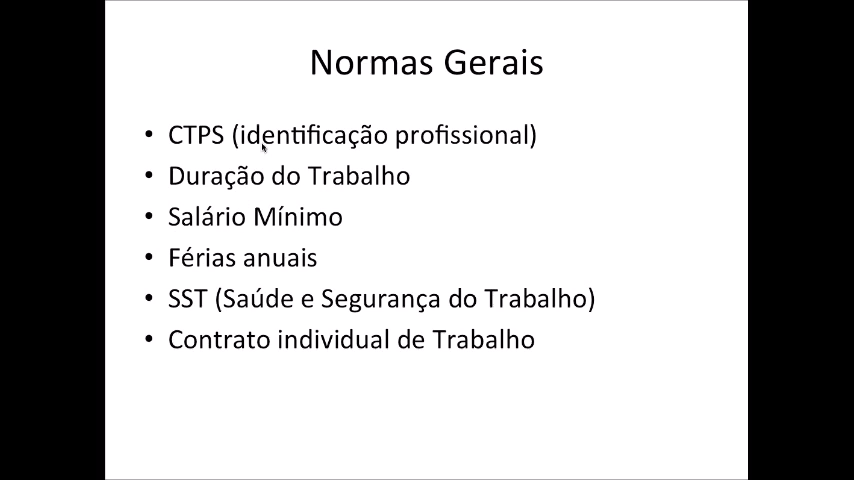 Normas Gerais
• CTPS (identificação profissional)
• Duração do Trabalho
• Salário Mínimo
• Férias anuais
• SST (Saúde e Segurança do Trabalho)
• Contrato individual de Trabalho